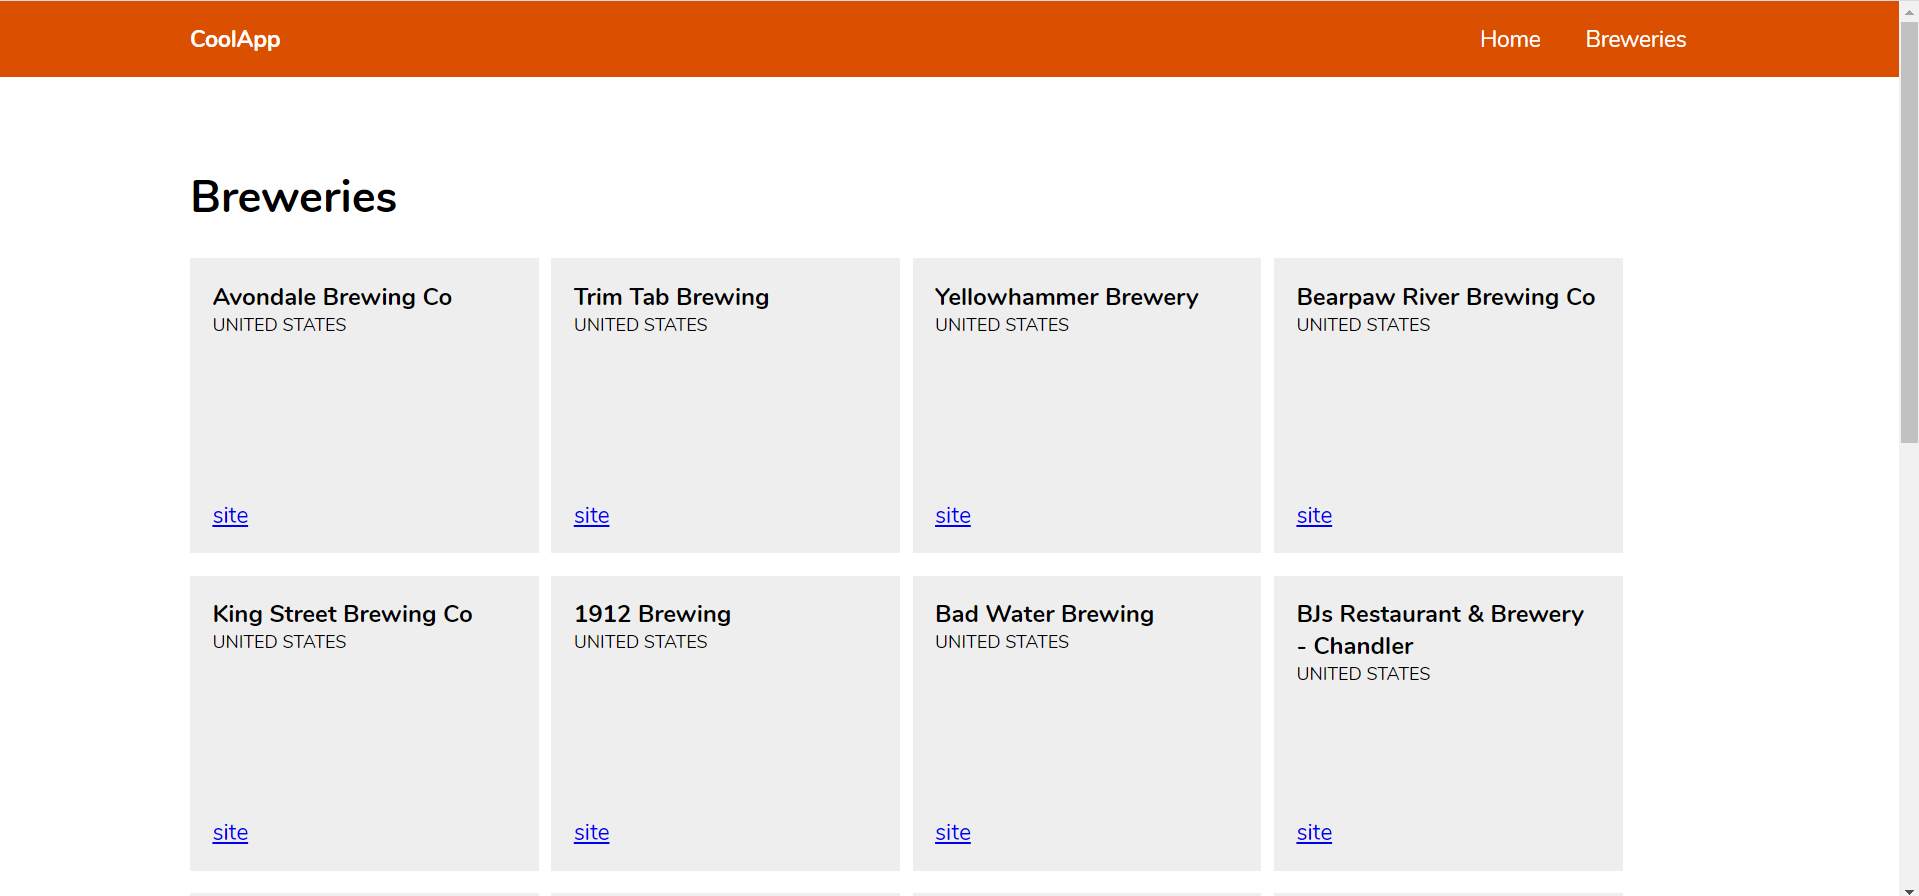 CoolApp
Home
Breweries
Breweries
Avondale Brewing Co
UNITED STATES
site
Trim Tab Brewing
UNITED STATES
site
Yellowhammer Brewery
UNITED STATES
site
Bearpaw River Brewing Co
UNITED STATES
site
King Street Brewing Co
UNITED STATES
site
1912 Brewing
UNITED STATES
site
Bad Water Brewing
UNITED STATES
site
BJs Restaurant & Brewery
- Chandler
UNITED STATES
site